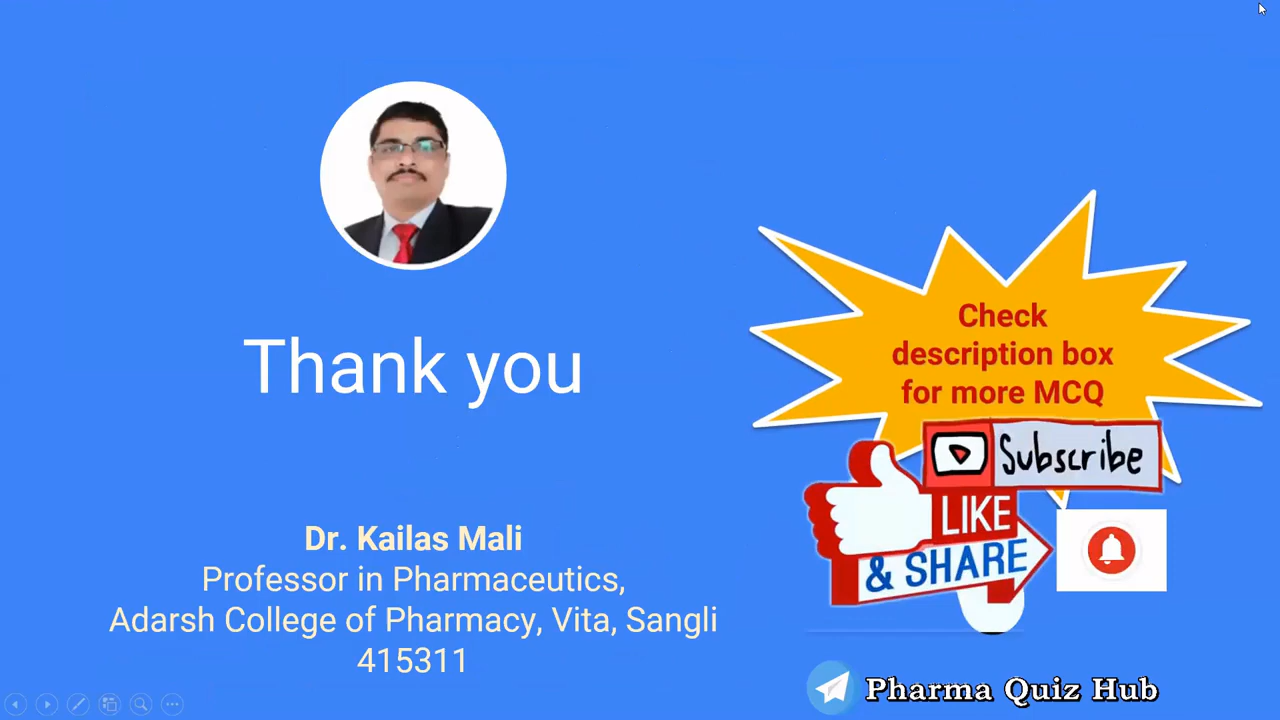 Thank you
Dr. Kailas Mali
Professor in Pharmaceutics,
Adarsh College of Pharmacy, Vita, Sangli
415311
Check
description box
for more MCQ
Subscribe
LIKE
& SHARE
Pharma Quiz Hub